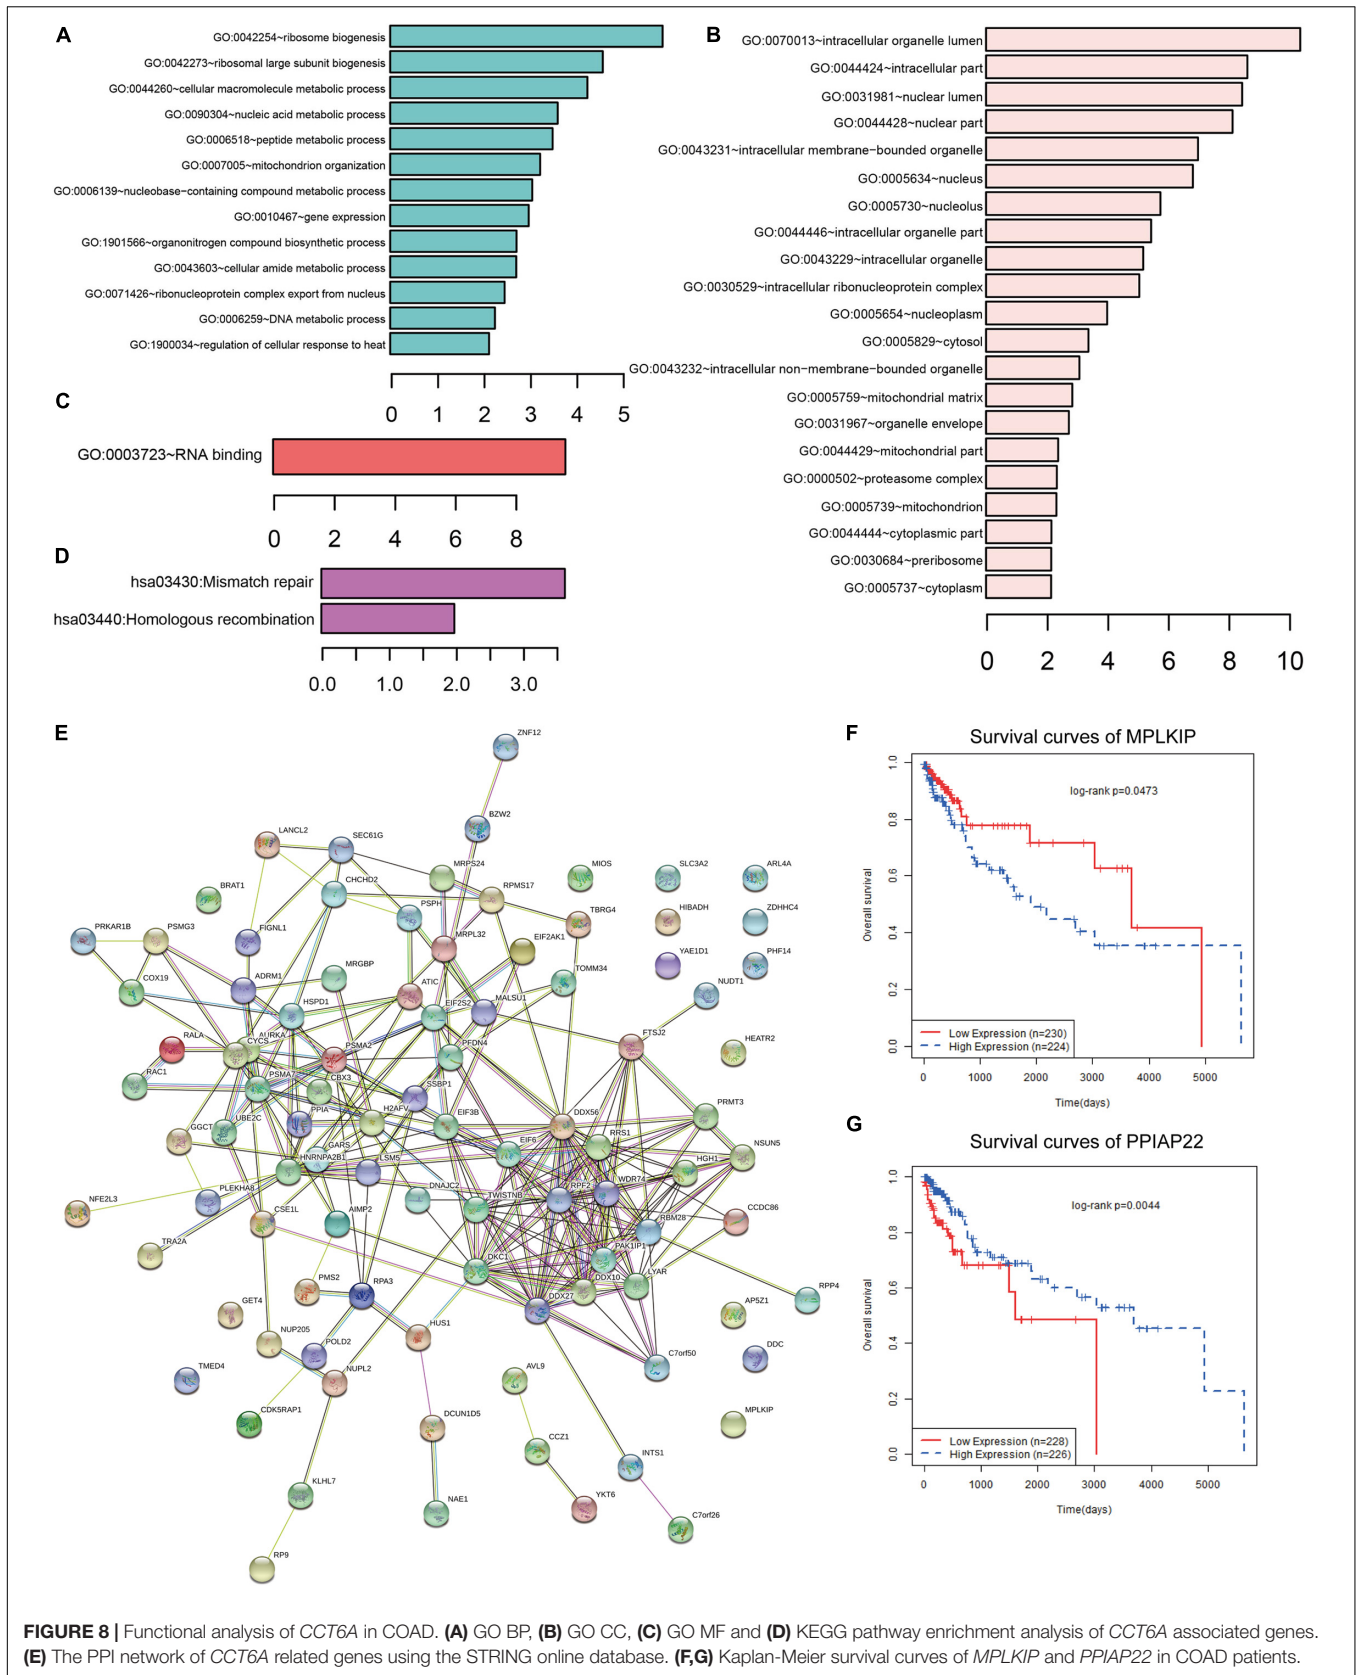 A
GO:0042254~ribosome biogenesis
GO:0042273~ribosomal large subunit biogenesis
GO:0044260~cellular macromolecule metabolic process
GO:0090304~nucleic acid metabolic process
GO:0006518~peptide metabolic process
GO:0007005~mitochondrion organization
GO:0006139~nucleobase−containing compound metabolic process
GO:0010467~gene expression
GO:1901566~organonitrogen compound biosynthetic process
GO:0043603~cellular amide metabolic process
GO:0071426~ribonucleoprotein complex export from nucleus
GO:0006259~DNA metabolic process
GO:1900034~regulation of cellular response to heat
0 1 2 3 4 5
B
GO:0070013~intracellular organelle lumen
GO:0044424~intracellular part
GO:0031981~nuclear lumen
GO:0044428~nuclear part
GO:0043231~intracellular membrane−bounded organelle
GO:0005634~nucleus
GO:0005730~nucleolus
GO:0044446~intracellular organelle part
GO:0043229~intracellular organelle
GO:0030529~intracellular ribonucleoprotein complex
GO:0005654~nucleoplasm
GO:0005829~cytosol
GO:0043232~intracellular non−membrane−bounded organelle
GO:0005759~mitochondrial matrix
GO:0031967~organelle envelope
GO:0044429~mitochondrial part
GO:0000502~proteasome complex
GO:0005739~mitochondrion
GO:0044444~cytoplasmic part
GO:0030684~preribosome
GO:0005737~cytoplasm
0 2 4 6 8 10
C
GO:0003723~RNA binding
0 2 4 6 8
D
hsa03430:Mismatch repair
hsa03440:Homologous recombination
0.0 1.0 2.0 3.0
E
ZNF12
BZW2
LANCL2
SEC61G
MRPS24
MIOS
SLC3A2
ARL4A
BRAT1
CHCHD2
RPMS17
PSPH
TBRG4
HIBADH
ZDHHC4
PRKAR1B
PSMG3
FIGNL1
MRPL32
EIF2AK1
YAE1D1
PHF14
COX19
ADRM1
MRGBP
ATIC
TOMM34
NUDT1
HSPD1
EIF2S2
MALSU1
RALA
AURKA
CYCS
PSMA2
PFDN4
FTSJ2
HEATR2
RAC1
PSMA7
CBX3
SSBP1
PPIA
H2AFV
EIF3B
DDX56
PRMT3
GGCT
UBE2C
GARS
HNRNPA2B1
LSM5
EIF6
RRS1
HGH1
NSUN5
NFE2L3
PLEKHA8
DNAJC2
TWISTNB
RPF2
WDR74
CSE1L
AIMP2
RBM28
CCDC86
TRA2A
DKC1
PAK1IP1
DDX10
LYAR
PMS2
RPA3
DDX27
RPP4
GET4
AP5Z1
NUP205
HUS1
POLD2
C7orf50
DDC
TMED4
NUPL2
AVL9
CDK5RAP1
DCUN1D5
MPLKIP
CCZ1
INTS1
KLHL7
NAE1
YKT6
C7orf26
RP9
F
Survival curves of MPLKIP
log-rank p=0.0473
Overall survival
0.0 0.2 0.4 0.6 0.8 1.0
Low Expression (n=230)
High Expression (n=224)
0 1000 2000 3000 4000 5000
Time(days)
G
Survival curves of PPIAP22
log-rank p=0.0044
Overall survival
0.0 0.2 0.4 0.6 0.8 1.0
Low Expression (n=228)
High Expression (n=226)
0 1000 2000 3000 4000 5000
Time(days)
FIGURE 8 | Functional analysis of CCT6A in COAD. (A) GO BP, (B) GO CC, (C) GO MF and (D) KEGG pathway enrichment analysis of CCT6A associated genes.
(E) The PPI network of CCT6A related genes using the STRING online database. (F,G) Kaplan-Meier survival curves of MPLKIP and PPIAP22 in COAD patients.